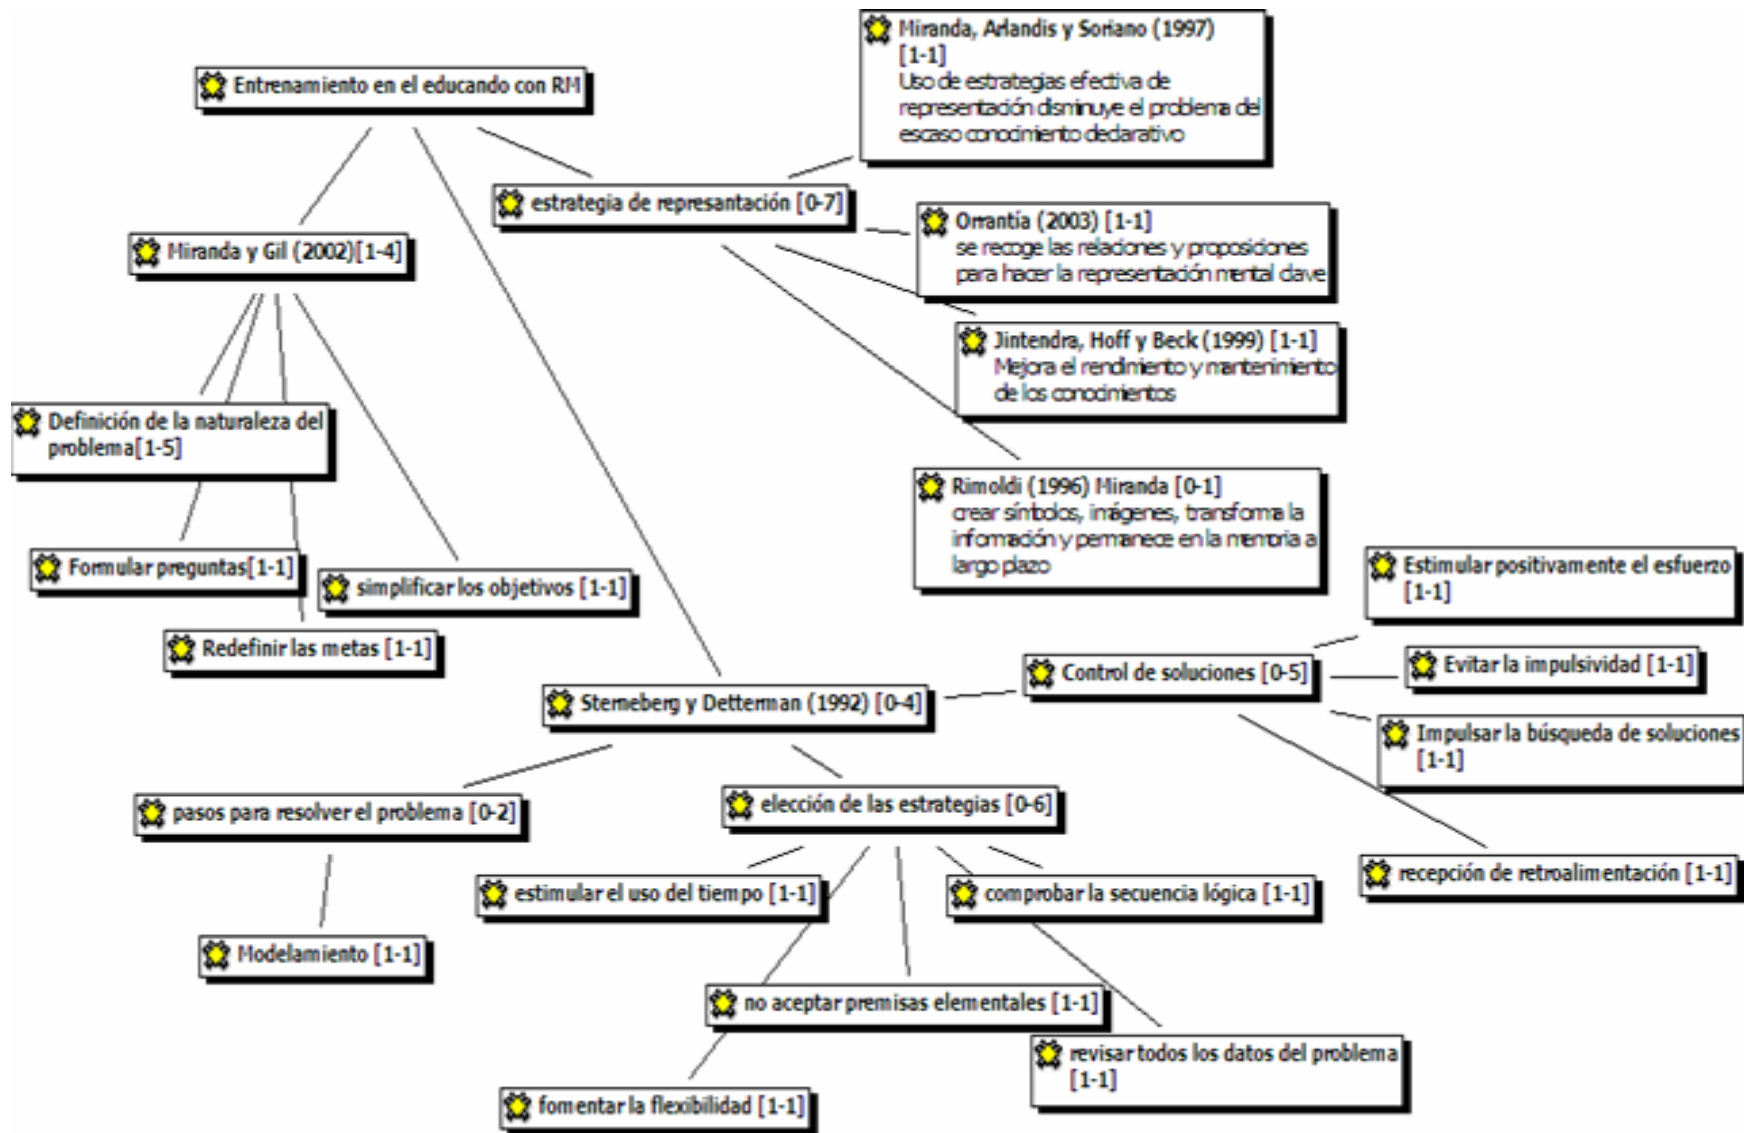 Miranda, Arlandis y Soriano (1997)
[1-1]
Uso de estrategias efectiva de
representación disminuye el problema del
escaso conocimiento declarativo
Entrenamiento en el educando con RM
estrategia de represantación [0-7]
Orrantía (2003) [1-1]
se recoge las relaciones y proposiciones
para hacer la representación mental clave
Miranda y Gil (2002)[1-4]
Jintendra, Hoff y Beck (1999) [1-1]
Mejora el rendimiento y mantenimiento
de los conocimientos
Definición de la naturaleza del
problema[1-5]
Rimoldi (1996) Miranda [0-1]
crear símbolos, imágenes, transforma la
información y permanece en la memoria a
largo plazo
Formular preguntas[1-1]
simplificar los objetivos [1-1]
Estimular positivamente el esfuerzo
[1-1]
Redefinir las metas [1-1]
Control de soluciones [0-5]
Evitar la impulsividad [1-1]
Sterneberg y Detterman (1992) [0-4]
Impulsar la búsqueda de soluciones
[1-1]
pasos para resolver el problema [0-2]
elección de las estrategias [0-6]
recepción de retroalimentación [1-1]
estimular el uso del tiempo [1-1]
comprobar la secuencia lógica [1-1]
Modelamiento [1-1]
no aceptar premisas elementales [1-1]
revisar todos los datos del problema
[1-1]
fomentar la flexibilidad [1-1]